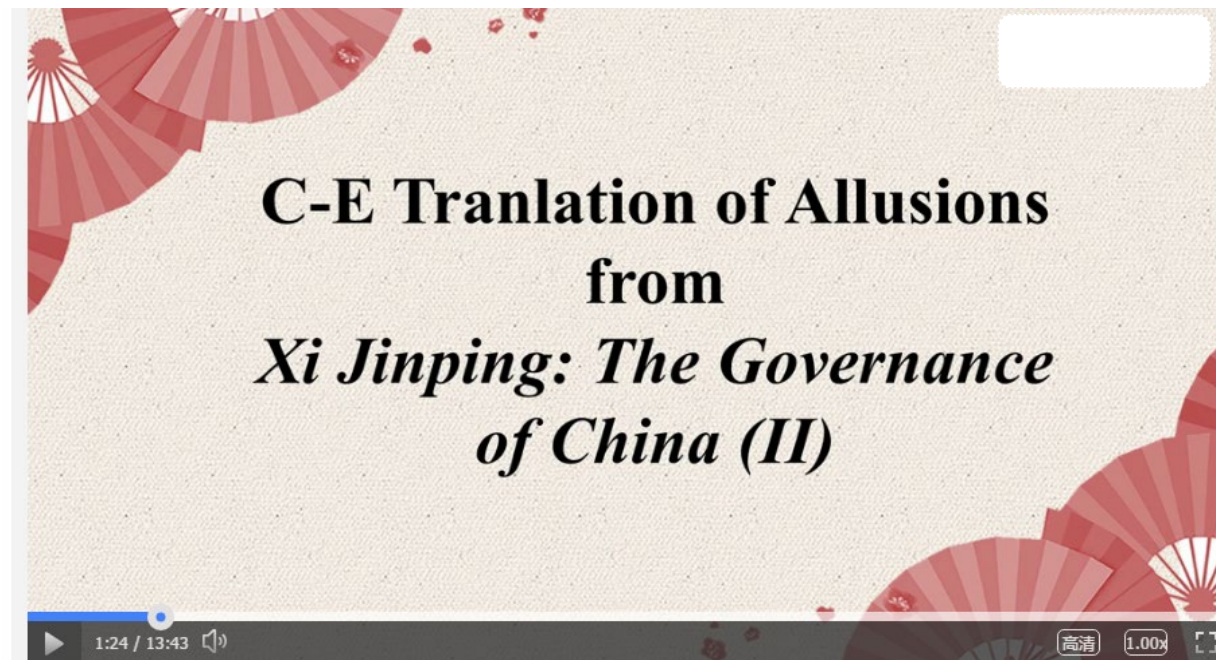 C-E Tranlation of Allusions
from
Xi Jinping: The Governance
of China (II)
1:24 / 13:43
高清
1.00x